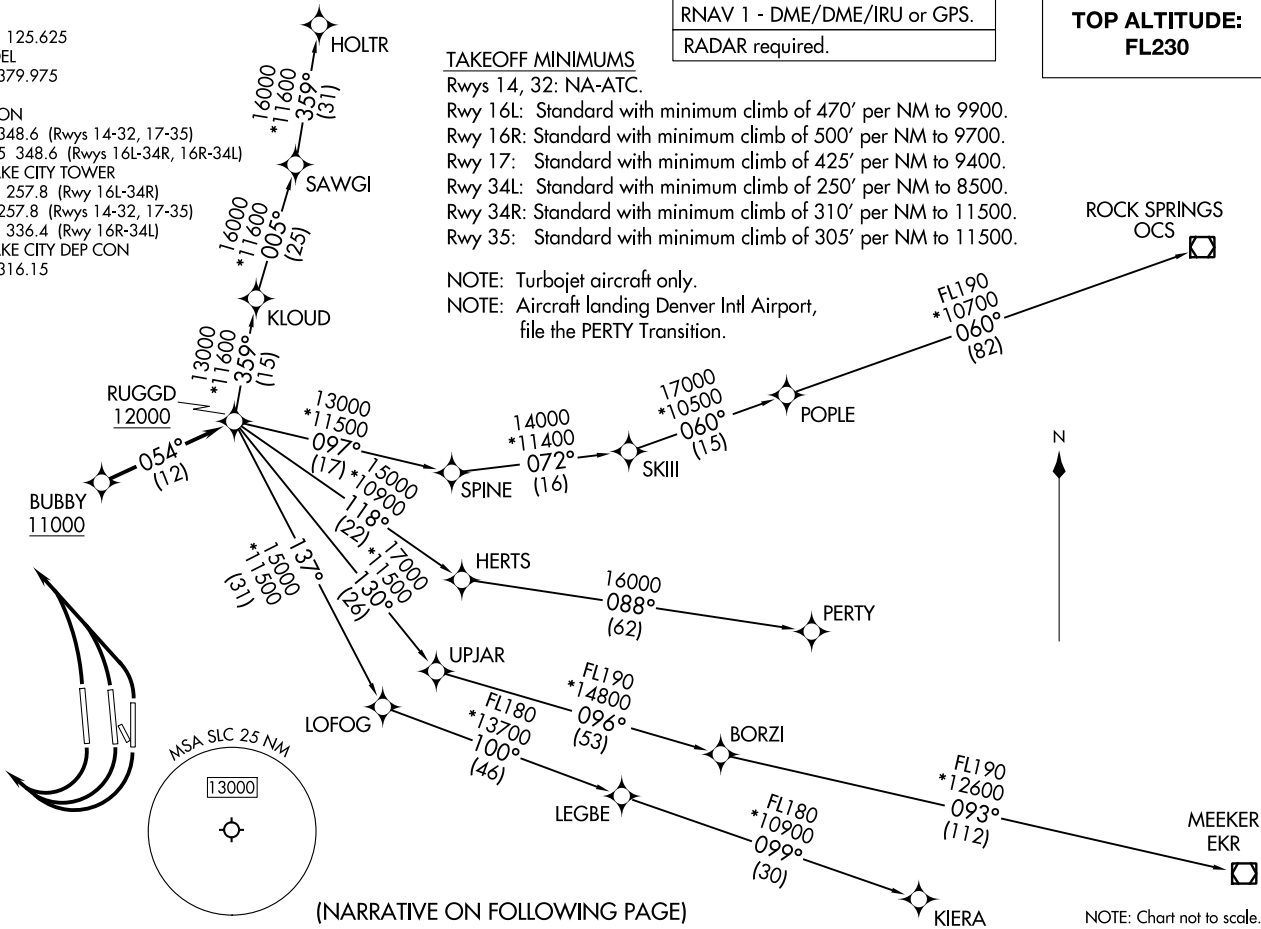 125.625
379.975
348.6 (Rwys 14-32, 17-35)
348.6 (Rwys 16L-34R, 16R-34L)
CITY TOWER
257.8 (Rwy 16L-34R)
257.8 (Rwys 14-32, 17-35)
336.4 (Rwy 16R-34L)
CITY DEP CON
316.15
RNAV 1 - DME/DME/IRU or GPS.
RADAR required.
TOP ALTITUDE:
FL230
TAKEOFF MINIMUMS
Rwys 14, 32: NA-ATC.
Rwy 16L: Standard with minimum climb of 470' per NM to 9900.
Rwy 16R: Standard with minimum climb of 500' per NM to 9700.
Rwy 17: Standard with minimum climb of 425' per NM to 9400.
Rwy 34L: Standard with minimum climb of 250' per NM to 8500.
Rwy 34R: Standard with minimum climb of 310' per NM to 11500.
Rwy 35: Standard with minimum climb of 305' per NM to 11500.
NOTE: Turbojet aircraft only.
NOTE: Aircraft landing Denver Intl Airport,
file the PERTY Transition.
HOLTR
16000
*11600
359°
(31)
SAWGI
16000
*11600
005°
(25)
KLOUD
13000
*11600
359°
(15)
RUGGD
12000
054°
(12)
BUBBY
11000
13000
*11500
097°
(17)
SPINE
14000
*11400
072°
(16)
SKIII
17000
*10500
060°
(15)
POPLE
FL190
*10700
060°
(82)
ROCK SPRINGS
OCS
N
15000
*10900
118°
(22)
HERTS
16000
088°
(62)
PERTY
17000
*11500
130°
(26)
UPJAR
FL190
*14800
096°
(53)
BORZI
FL190
*12600
093°
(112)
MEEKER
EKR
137°
15000
*11500
(31)
LOFOG
FL180
*13700
100°
(46)
LEGBE
FL180
*10900
099°
(30)
KIERA
MSA SLC 25 NM
13000
(NARRATIVE ON FOLLOWING PAGE)
NOTE: Chart not to scale.